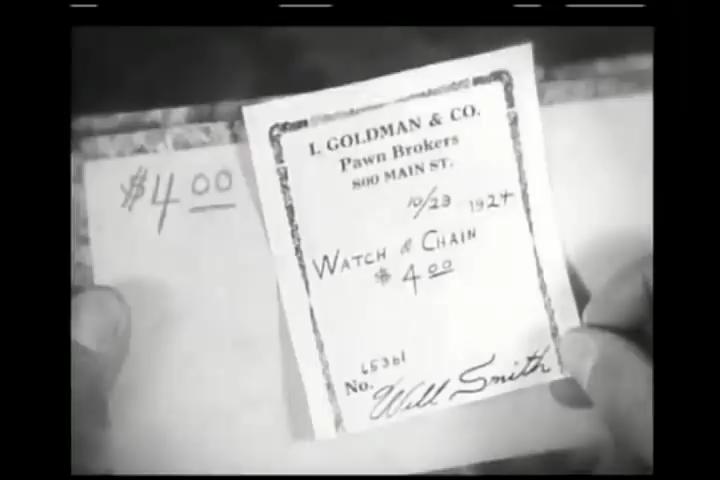 $4 00
I. GOLDMAN & CO.
Pawn Brokers
800 MAIN ST.
10/23 1924
WATCH & CHAIN
$ 4 00
No. 65361
Will Smith